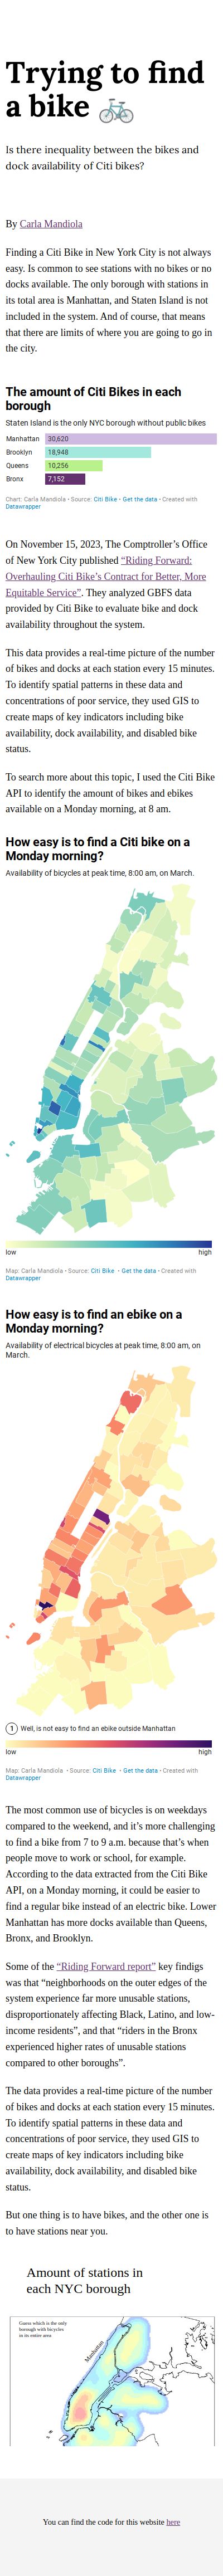 Trying to find
a bike 🚲
Is there inequality between the bikes and
dock availability of Citi bikes?
By Carla Mandiola
Finding a Citi Bike in New York City is not always
easy. Is common to see stations with no bikes or no
docks available. The only borough with stations in
its total area is Manhattan, and Staten Island is not
included in the system. And of course, that means
that there are limits of where you are going to go in
the city.
The amount of Citi Bikes in each
borough
Staten Island is the only NYC borough without public bikes
Manhattan 30,620
Brooklyn 18,948
Queens 10,256
Bronx 7,152
Chart: Carla Mandiola • Source: Citi Bike • Get the data • Created with
Datawrapper
On November 15, 2023, The Comptroller’s Office
of New York City published “Riding Forward:
Overhauling Citi Bike’s Contract for Better, More
Equitable Service”. They analyzed GBFS data
provided by Citi Bike to evaluate bike and dock
availability throughout the system.
This data provides a real-time picture of the number
of bikes and docks at each station every 15 minutes.
To identify spatial patterns in these data and
concentrations of poor service, they used GIS to
create maps of key indicators including bike
availability, dock availability, and disabled bike
status.
To search more about this topic, I used the Citi Bike
API to identify the amount of bikes and ebikes
available on a Monday morning, at 8 am.
How easy is to find a Citi bike on a
Monday morning?
Availability of bicycles at peak time, 8:00 am, on March.
low high
Map: Carla Mandiola • Source: Citi Bike • Get the data • Created with
Datawrapper
How easy is to find an ebike on a
Monday morning?
Availability of electrical bicycles at peak time, 8:00 am, on
March.
1 Well, is not easy to find an ebike outside Manhattan
low high
Map: Carla Mandiola • Source: Citi Bike • Get the data • Created with
Datawrapper
The most common use of bicycles is on weekdays
compared to the weekend, and it’s more challenging
to find a bike from 7 to 9 a.m. because that’s when
people move to work or school, for example.
According to the data extracted from the Citi Bike
API, on a Monday morning, it could be easier to
find a regular bike instead of an electric bike. Lower
Manhattan has more docks available than Queens,
Bronx, and Brooklyn.
Some of the “Riding Forward report” key findigs
was that “neighborhoods on the outer edges of the
system experience far more unusable stations,
disproportionately affecting Black, Latino, and low-
income residents”, and that “riders in the Bronx
experienced higher rates of unusable stations
compared to other boroughs”.
The data provides a real-time picture of the number
of bikes and docks at each station every 15 minutes.
To identify spatial patterns in these data and
concentrations of poor service, they used GIS to
create maps of key indicators including bike
availability, dock availability, and disabled bike
status.
But one thing is to have bikes, and the other one is
to have stations near you.
Amount of stations in
each NYC borough
Guess which is the only
borough with bicycles
in its entire area
Manhattan
You can find the code for this website here